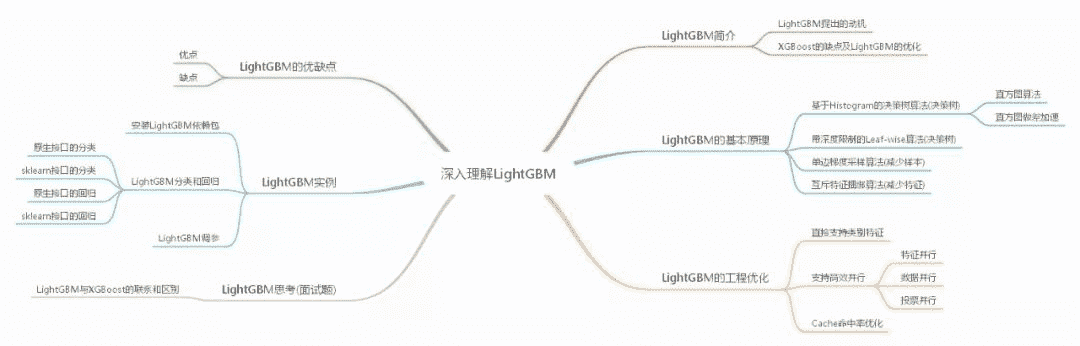 深入理解LightGBM
LightGBM简介
LightGBM提出的动机
XGBoost的缺点及LightGBM的优化
LightGBM的基本原理
基于Histogram的决策树算法(决策树)
直方图算法
直方图做差加速
带深度限制的Leaf-wise算法(决策树)
单边梯度采样算法(减少样本)
互斥特征捆绑算法(减少特征)
LightGBM的工程优化
直接支持类别特征
支持高效并行
特征并行
数据并行
投票并行
Cache命中率优化
LightGBM的优缺点
优点
缺点
LightGBM实例
安装LightGBM依赖包
LightGBM分类和回归
原生接口的分类
sklearn接口的分类
原生接口的回归
sklearn接口的回归
LightGBM调参
LightGBM思考(面试题)
LightGBM与XGBoost的联系和区别